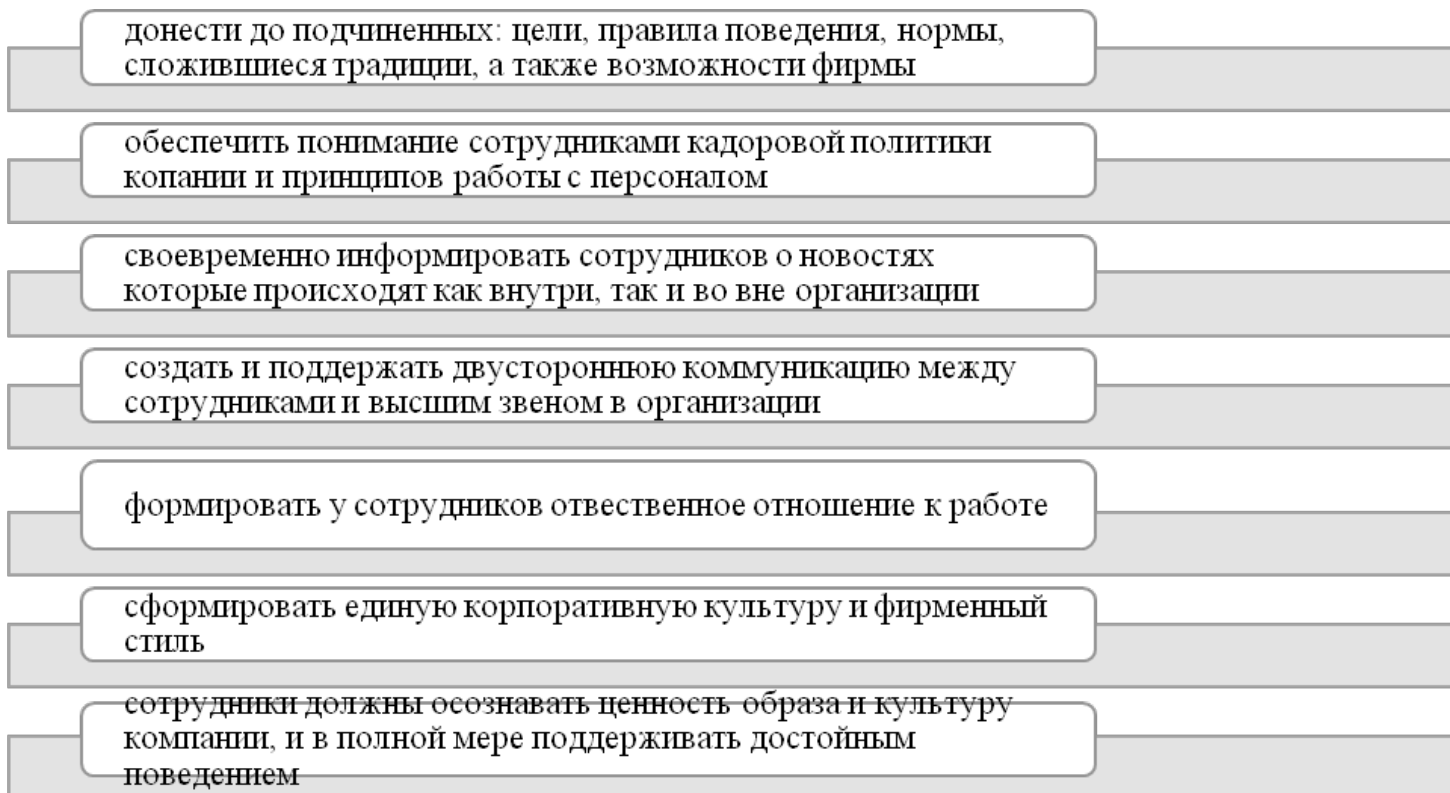 донести до подчиненных: цели, правила поведения, нормы,
сложившиеся традиции, а также возможности фирмы
обеспечить понимание сотрудниками кадоровой политики
копании и принципов работы с персоналом
своевременно информировать сотрудников о новостях
которые происходят как внутри, так и во вне организации
создать и поддержать двустороннюю коммуникацию между
сотрудниками и высшим звеном в организации
формировать у сотрудников отвественное отношение к работе
сформировать единую корпоративную культуру и фирменный
стиль
сотрудники должны осознавать ценность образа и культуру
компании, и в полной мере поддерживать достойным
поведением